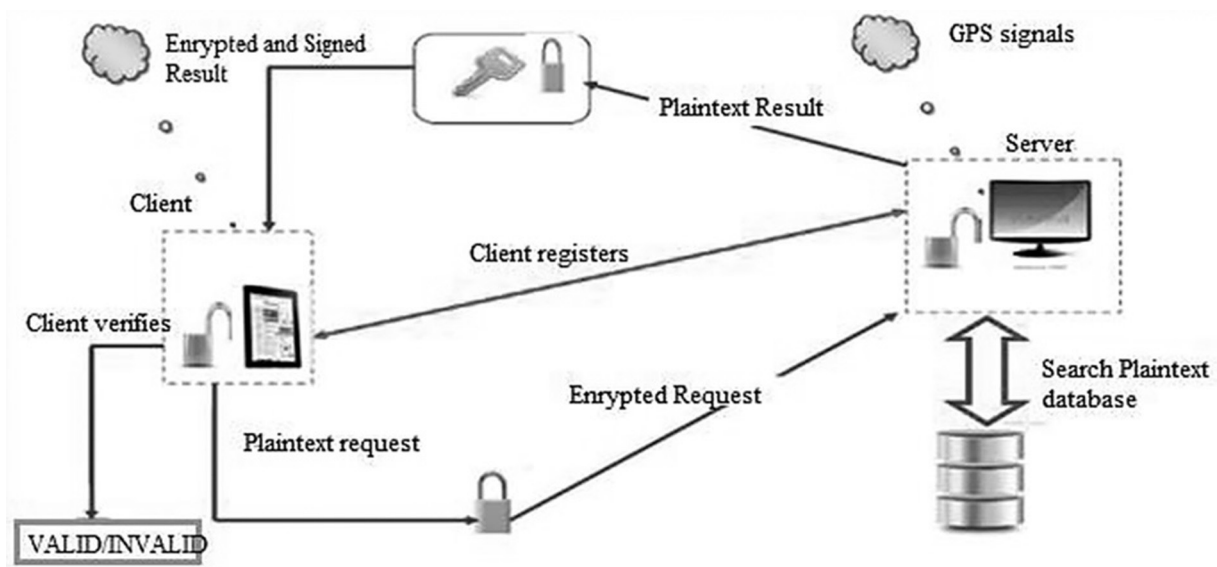 Enrypted and Signed
Result
GPS signals
Plaintext Result
Server
Client
Client registers
Client verifies
Search Plaintext
database
Encrypted Request
Plaintext request
VALID/INVALID